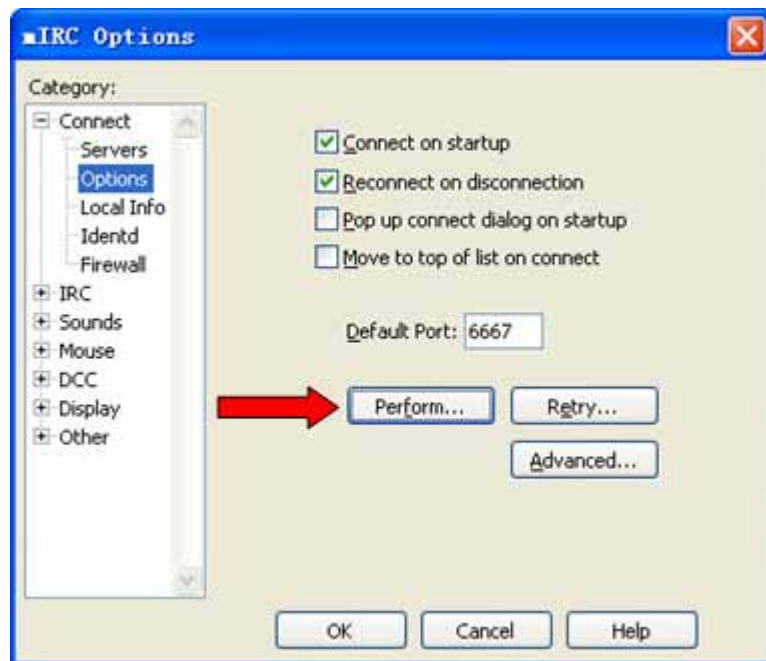 mIRC Options
Category:
Connect
Servers
Options
Local Info
Identd
Firewall
IRC
Sounds
Mouse
DCC
Display
Other
Connect on startup
Reconnect on disconnection
Pop up connect dialog on startup
Move to top of list on connect
Default Port: 6667
Perform...
Retry...
Advanced...
OK
Cancel
Help